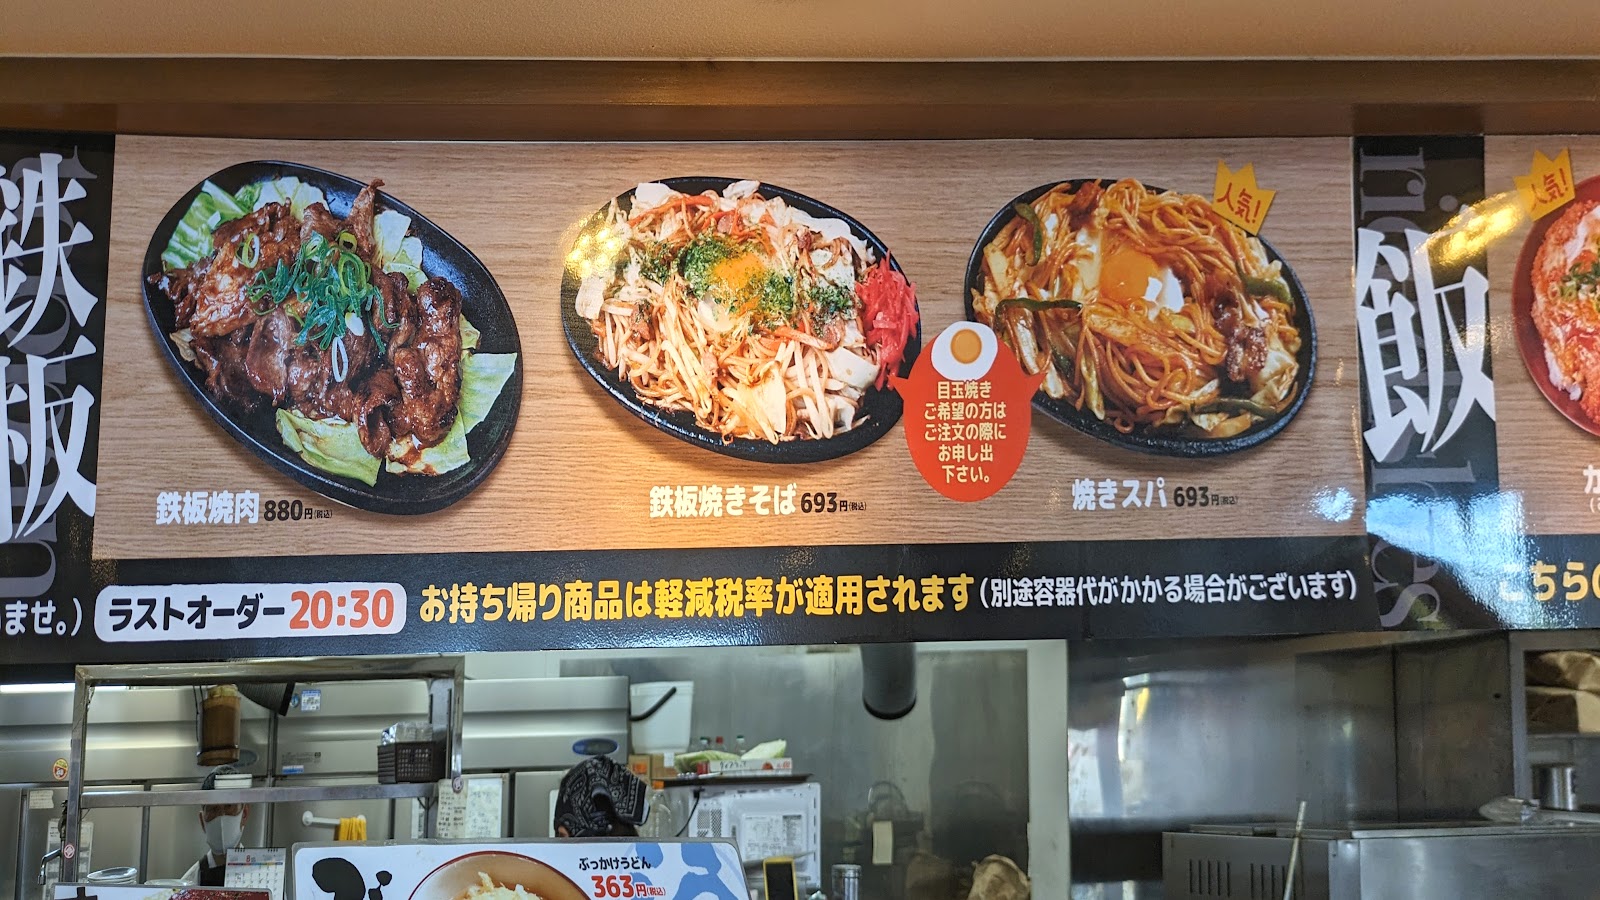 鉄板
鉄板焼肉 880円(税込)
鉄板焼きそば 693円(税込)
目玉焼き
ご希望の方は
ご注文の際に
お申し出
下さい。
人気!
焼きスパ 693円(税込)
飯
人気!
ません。)
ラストオーダー20:30
お持ち帰り商品は軽減税率が適用されます(別途容器代がかかる場合がございます)
こちらの
ぶっかけうどん
363円(税込)